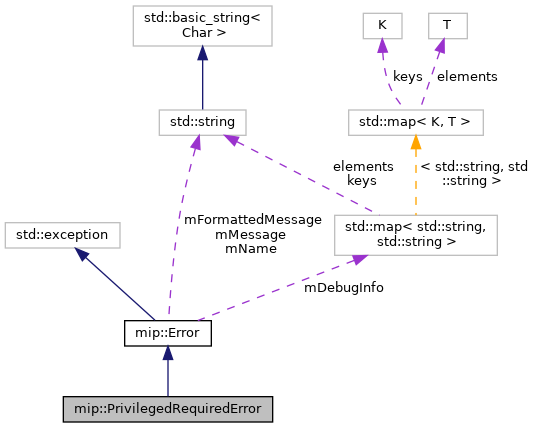 std::basic_string<
Char >
K
T
keys
elements
std::string
std::map< K, T >
elements
keys
< std::string, std
::string >
mFormattedMessage
mMessage
mName
std::map< std::string,
std::string >
std::exception
mDebugInfo
mip::Error
mip::PrivilegedRequiredError